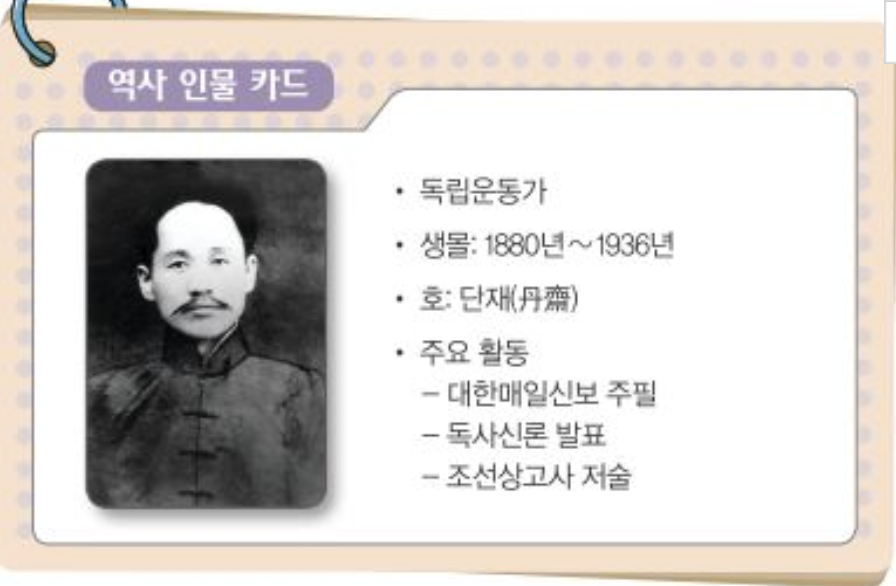 역사 인물 카드
• 독립운동가
• 생몰: 1880년~1936년
• 호: 단재(丹齋)
• 주요 활동
– 대한매일신보 주필
– 독사신론 발표
– 조선상고사 저술